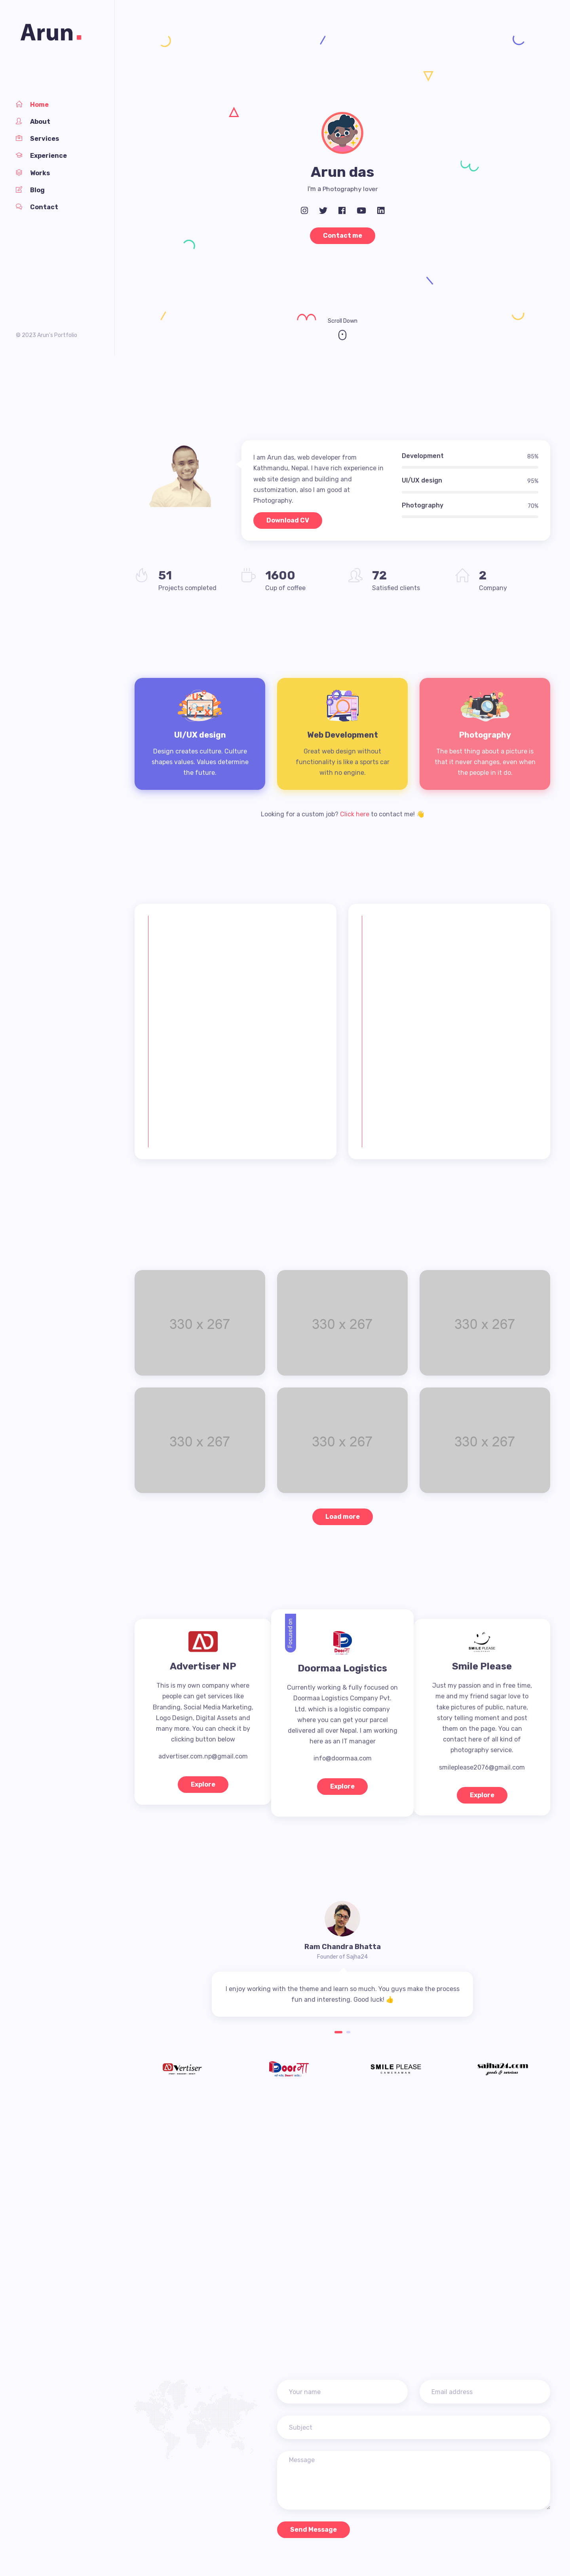 Arun.
Home
About
Services
Experience
Works
Blog
Contact
© 2023 Arun's Portfolio
Arun das
I'm a Photography lover
Contact me
Scroll Down
I am Arun das, web developer from
Kathmandu, Nepal. I have rich experience in
web site design and building and
customization, also I am good at
Photography.
Download CV
Development 85%
UI/UX design 95%
Photography 70%
51
Projects completed
1600
Cup of coffee
72
Satisfied clients
2
Company
UI/UX design
Design creates culture. Culture
shapes values. Values determine
the future.
Web Development
Great web design without
functionality is like a sports car
with no engine.
Photography
The best thing about a picture is
that it never changes, even when
the people in it do.
Looking for a custom job? Click here to contact me! 👋
330 x 267
330 x 267
330 x 267
330 x 267
330 x 267
330 x 267
Load more
Advertiser NP
This is my own company where
people can get services like
Branding, Social Media Marketing,
Logo Design, Digital Assets and
many more. You can check it by
clicking button below
advertiser.com.np@gmail.com
Explore
Focused on
Doormaa Logistics
Currently working & fully focused on
Doormaa Logistics Company Pvt.
Ltd. which is a logistic company
where you can get your parcel
delivered all over Nepal. I am working
here as an IT manager
info@doormaa.com
Explore
SMILE PLEASE
Smile Please
Just my passion and in free time,
me and my friend sagar love to
take pictures of public, nature,
story telling moment and post
them on the page. You can
contact here of all kind of
photography service.
smileplease2076@gmail.com
Explore
Ram Chandra Bhatta
Founder of Sajha24
I enjoy working with the theme and learn so much. You guys make the process
fun and interesting. Good luck! 👍
ADVertiser
Doorमा
SMILE PLEASE
CAMERAMAN
sajha24.com
goods & services
Your name
Email address
Subject
Message
Send Message